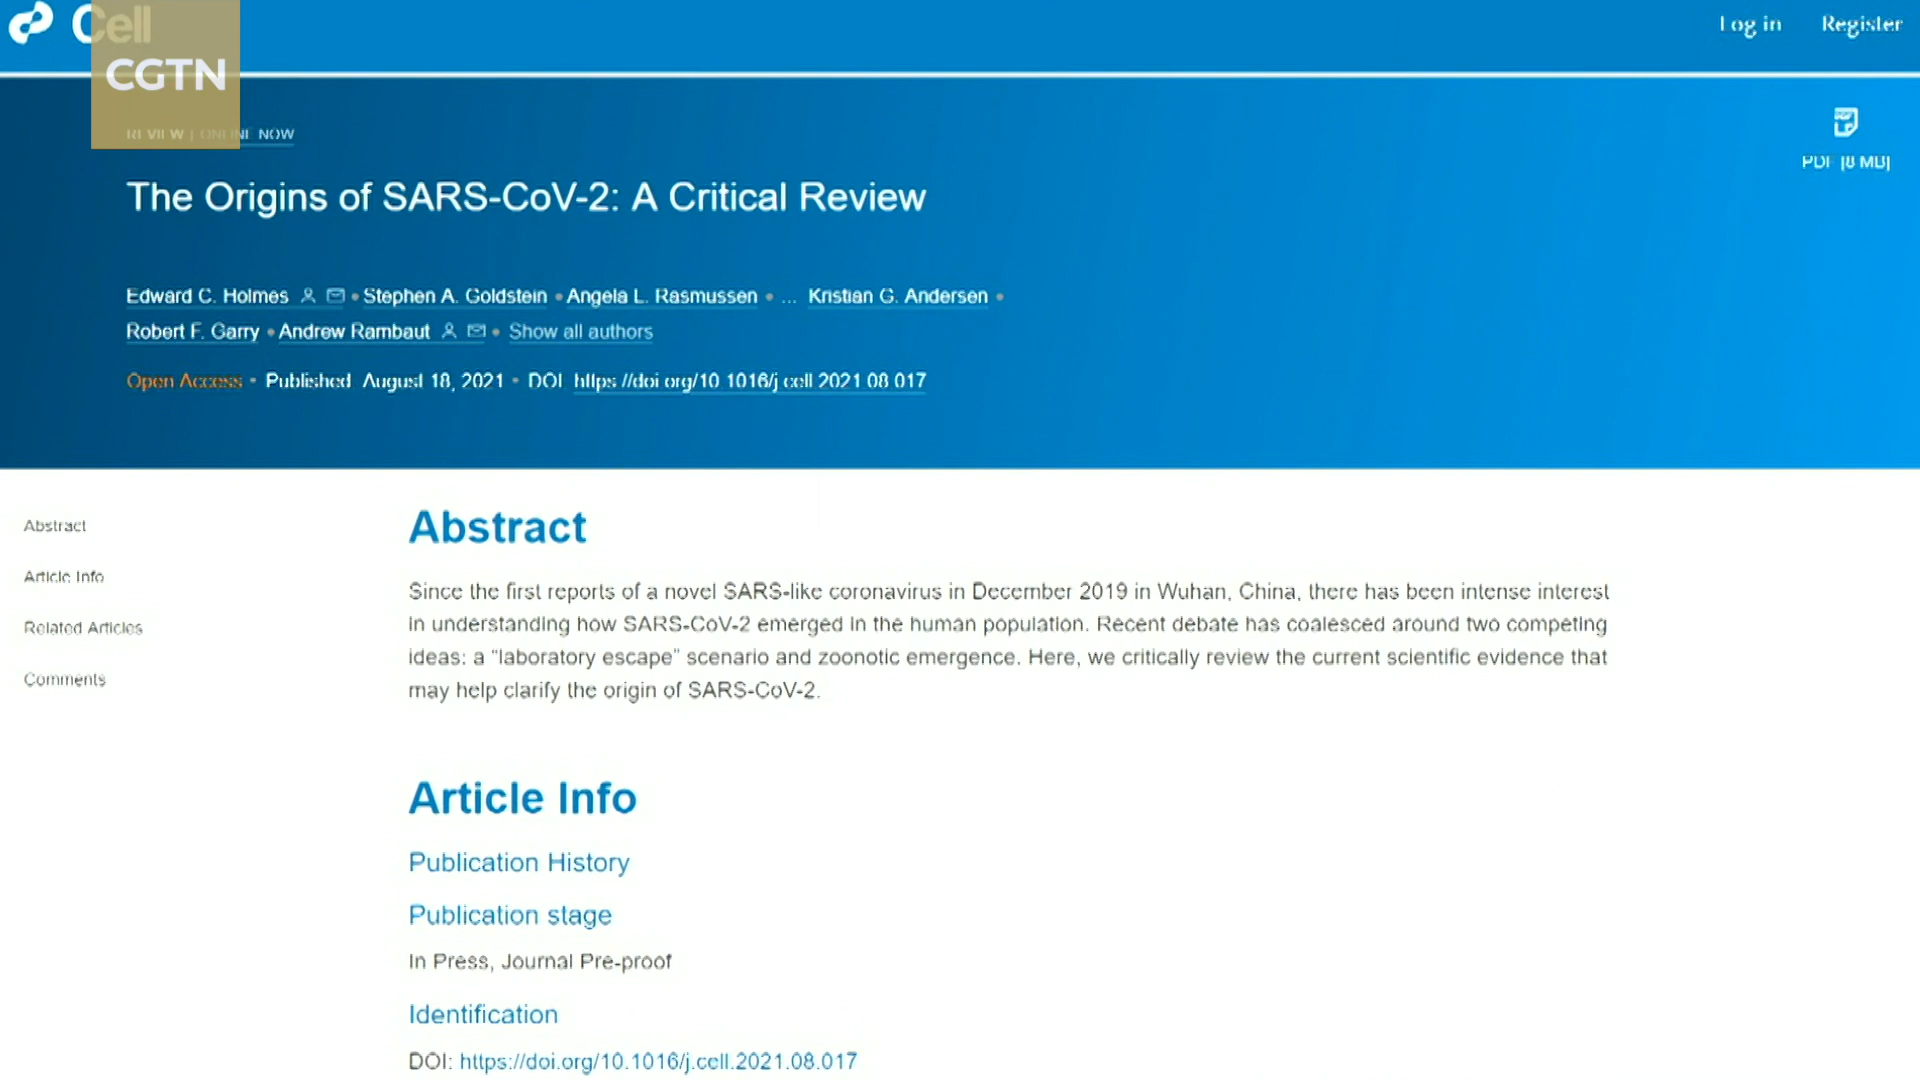 Cell
Log in Register
CGTN
REVIEW | ONLINE NOW
PDF [8 MB]
The Origins of SARS-CoV-2: A Critical Review
Edward C. Holmes • Stephen A. Goldstein • Angela L. Rasmussen • ... Kristian G. Andersen •
Robert F. Garry • Andrew Rambaut • Show all authors
Open Access • Published: August 18, 2021 • DOI: https://doi.org/10.1016/j.cell.2021.08.017
Abstract
Article Info
Related Articles
Comments
Abstract
Since the first reports of a novel SARS-like coronavirus in December 2019 in Wuhan, China, there has been intense interest
in understanding how SARS-CoV-2 emerged in the human population. Recent debate has coalesced around two competing
ideas: a "laboratory escape" scenario and zoonotic emergence. Here, we critically review the current scientific evidence that
may help clarify the origin of SARS-CoV-2.
Article Info
Publication History
Publication stage
In Press, Journal Pre-proof
Identification
DOI: https://doi.org/10.1016/j.cell.2021.08.017